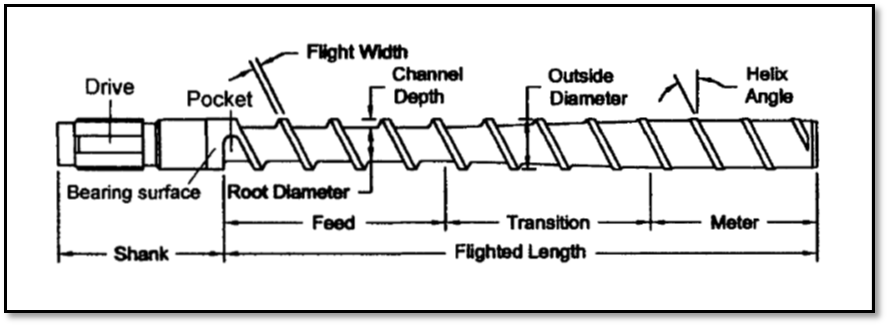 Flight Width
Drive
Pocket
Channel
Depth
Outside
Diameter
Helix
Angle
Bearing surface
Root Diameter
Feed
Transition
Meter
Shank
Flighted Length